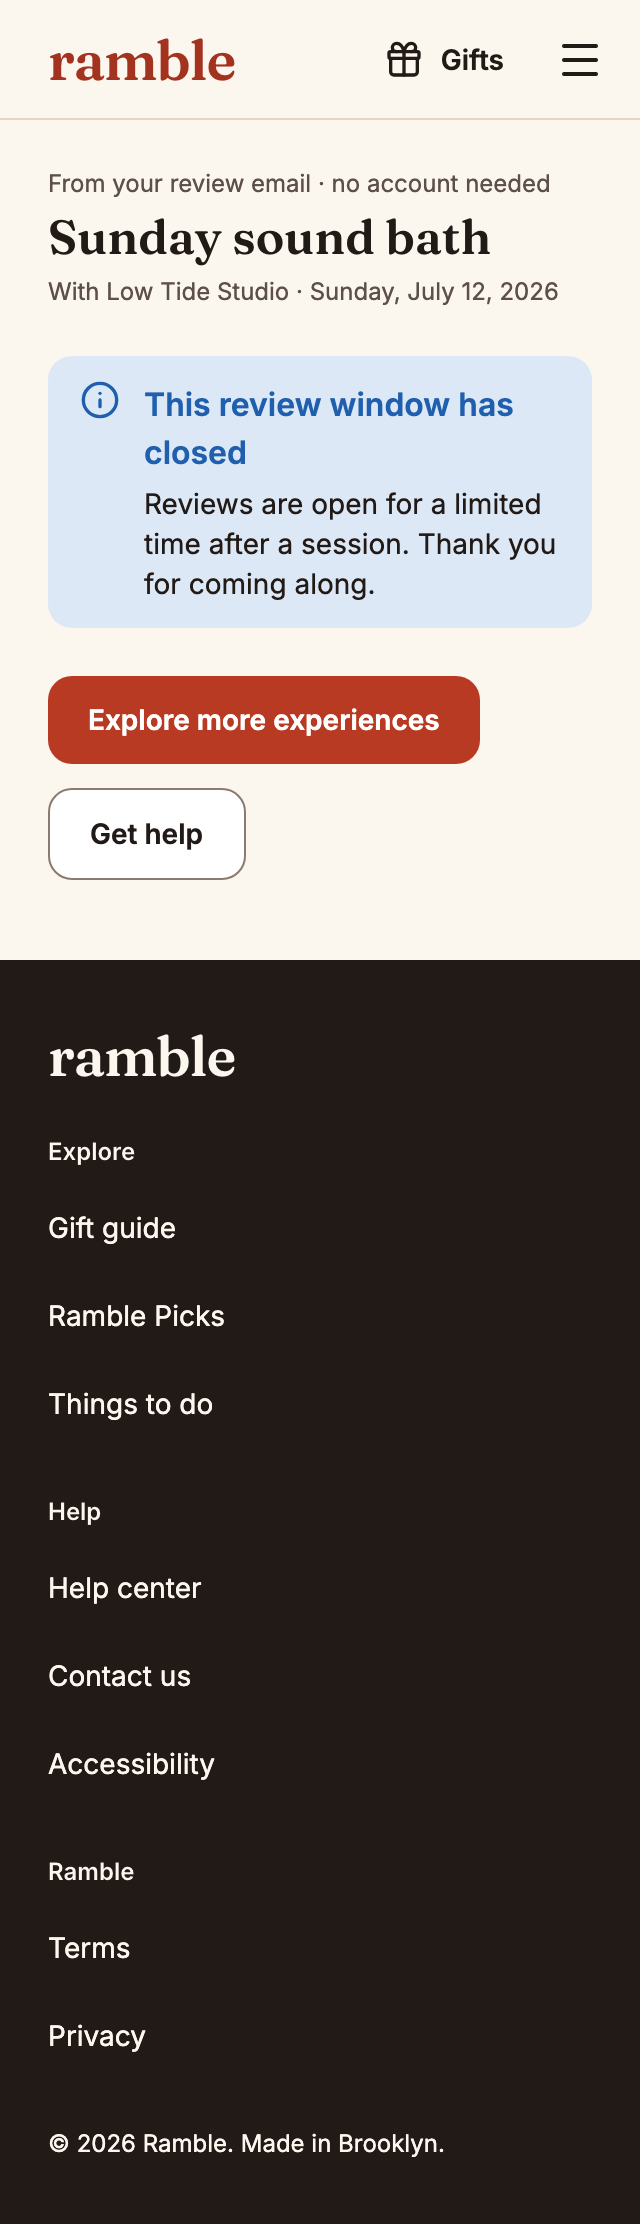 ramble
Gifts
From your review email · no account needed
Sunday sound bath
With Low Tide Studio · Sunday, July 12, 2026
This review window has
closed
Reviews are open for a limited
time after a session. Thank you
for coming along.
Explore more experiences
Get help
ramble
Explore
Gift guide
Ramble Picks
Things to do
Help
Help center
Contact us
Accessibility
Ramble
Terms
Privacy
© 2026 Ramble. Made in Brooklyn.